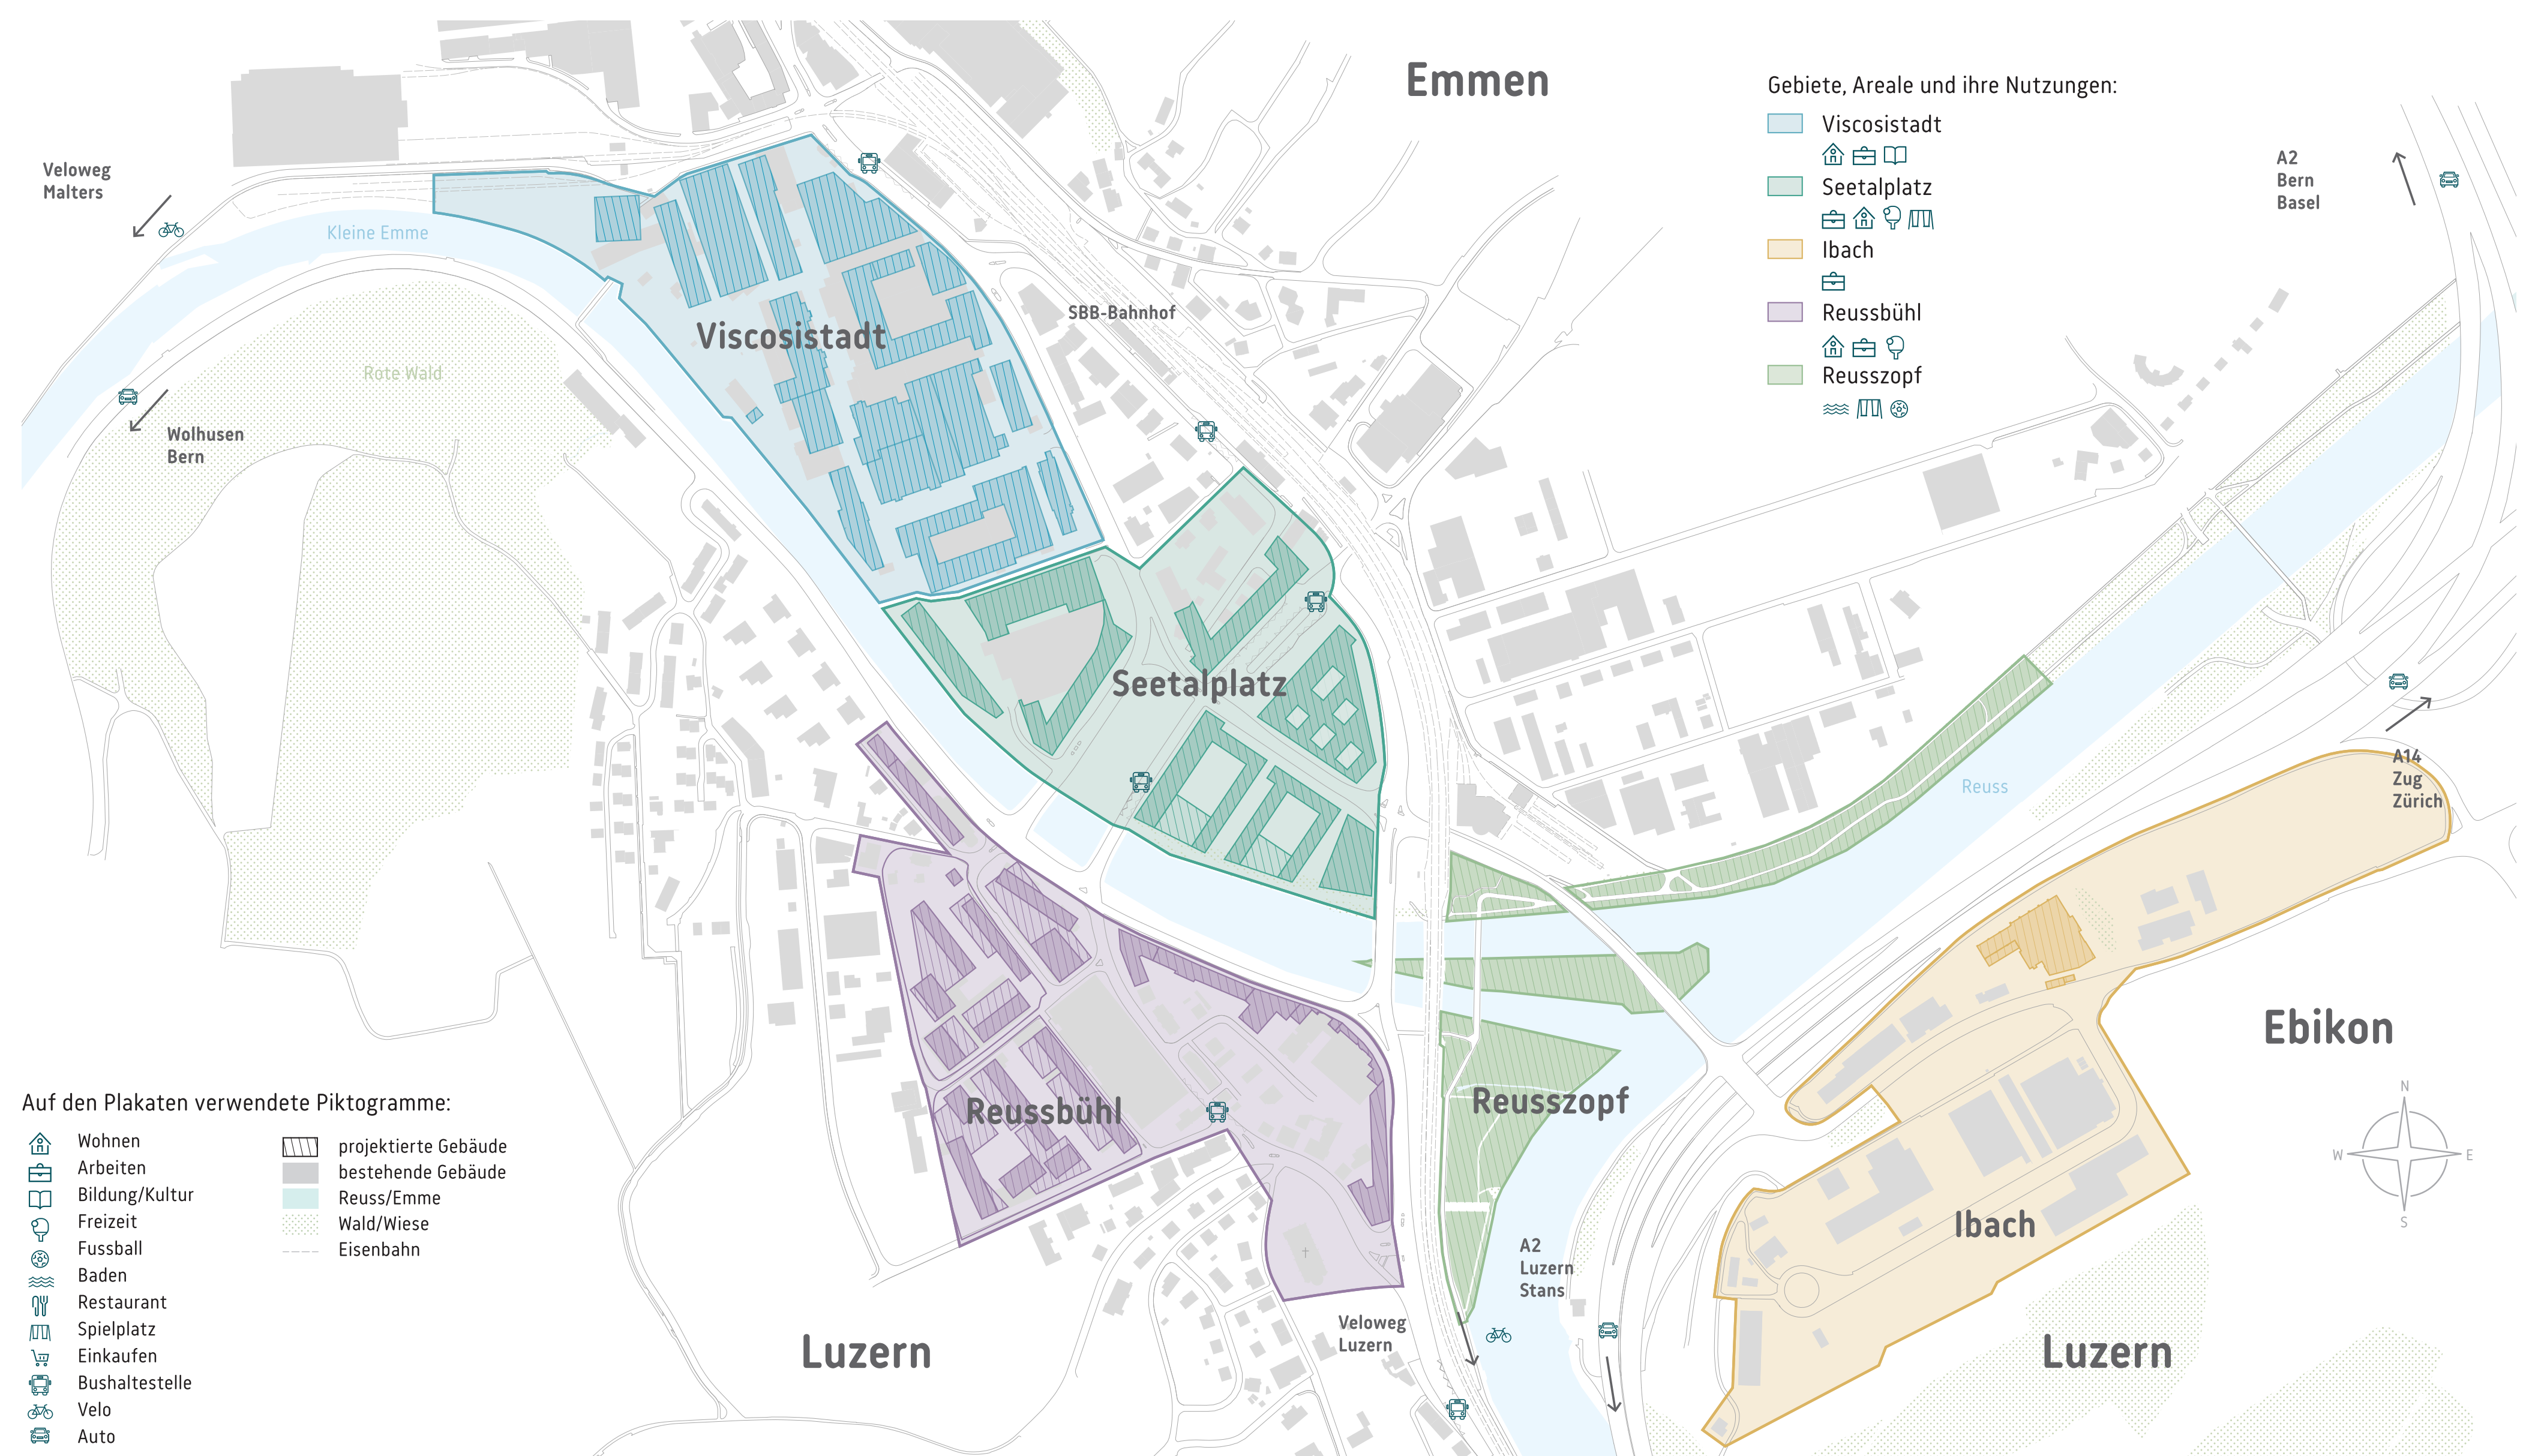 Emmen
Gebiete, Areale und ihre Nutzungen:
Viscosistadt
Seetalplatz
Ibach
Reussbühl
Reusszopf
A2
Bern
Basel
Veloweg
Malters
Kleine Emme
SBB-Bahnhof
Viscosistadt
Rote Wald
Wolhusen
Bern
Seetalplatz
A14
Zug
Zürich
Reuss
Ebikon
N
W
E
S
Reussbühl
Reusszopf
Ibach
A2
Luzern
Stans
Veloweg
Luzern
Luzern
Luzern
Auf den Plakaten verwendete Piktogramme:
Wohnen
Arbeiten
Bildung/Kultur
Freizeit
Fussball
Baden
Restaurant
Spielplatz
Einkaufen
Bushaltestelle
Velo
Auto
projektierte Gebäude
bestehende Gebäude
Reuss/Emme
Wald/Wiese
Eisenbahn